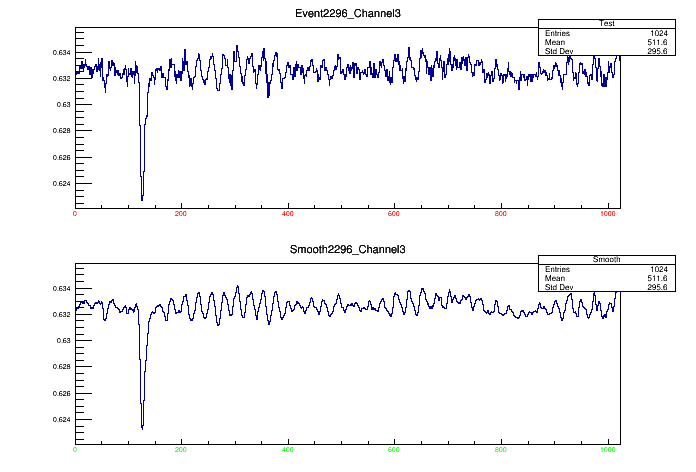 Event2296_Channel3
Test
Entries 1024
Mean 511.6
Std Dev 295.6
0.634
0.632
0.63
0.628
0.626
0.624
0 200 400 600 800 1000
Smooth2296_Channel3
Smooth
Entries 1024
Mean 511.6
Std Dev 295.6
0.634
0.632
0.63
0.628
0.626
0.624
0 200 400 600 800 1000